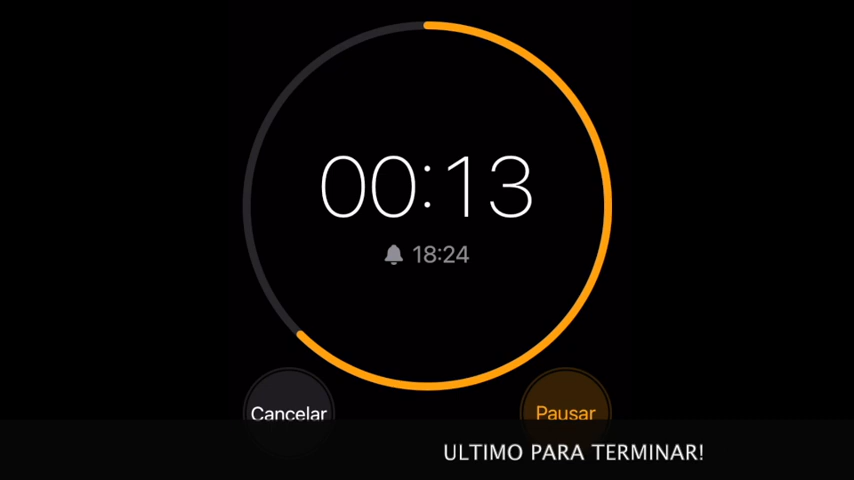 00:13
18:24
Cancelar
Pausar
ULTIMO PARA TERMINAR!